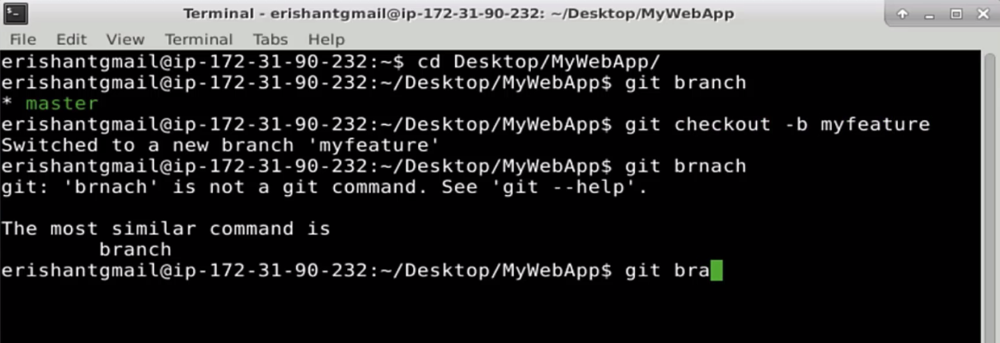 Terminal - erishantgmail@ip-172-31-90-232: ~/Desktop/MyWebApp
File Edit View Terminal Tabs Help
erishantgmail@ip-172-31-90-232:~$ cd Desktop/MyWebApp/
erishantgmail@ip-172-31-90-232:~/Desktop/MyWebApp$ git branch
* master
erishantgmail@ip-172-31-90-232:~/Desktop/MyWebApp$ git checkout -b myfeature
Switched to a new branch 'myfeature'
erishantgmail@ip-172-31-90-232:~/Desktop/MyWebApp$ git brnach
git: 'brnach' is not a git command. See 'git --help'.
The most similar command is
branch
erishantgmail@ip-172-31-90-232:~/Desktop/MyWebApp$ git bra